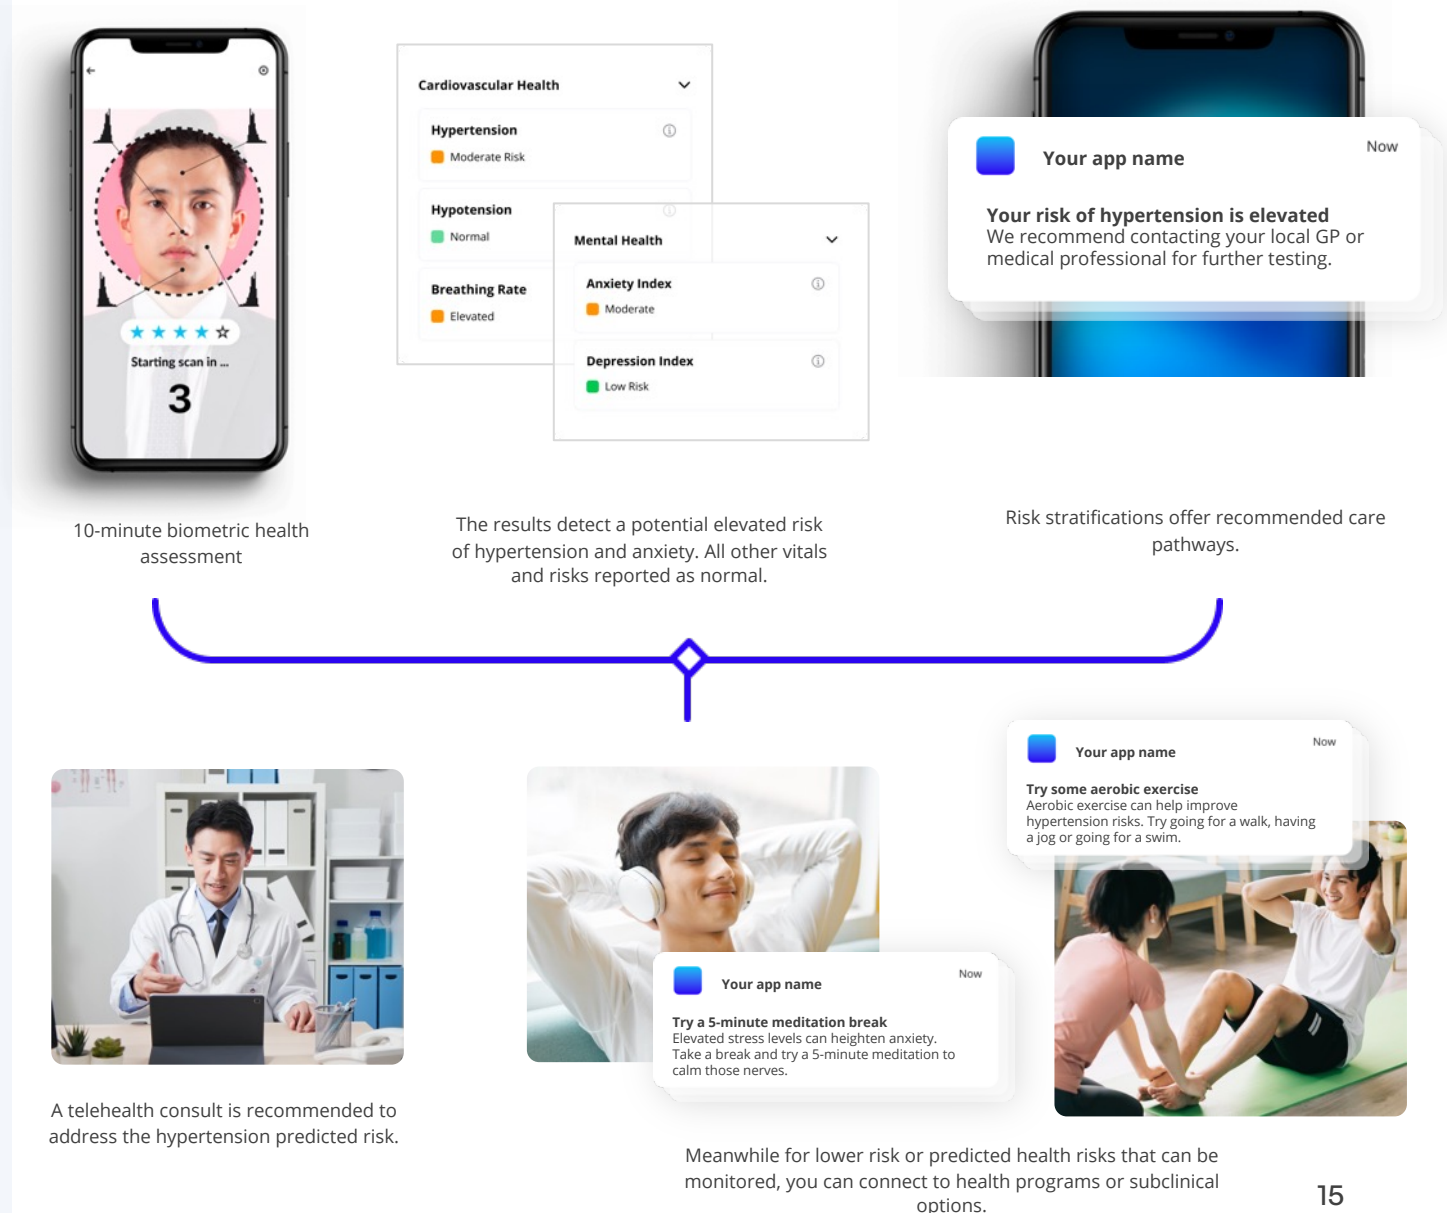 Starting scan in ...
3
10-minute biometric health
assessment
Cardiovascular Health
Hypertension
Moderate Risk
Hypotension
Normal
Breathing Rate
Elevated
Mental Health
Anxiety Index
Moderate
Depression Index
Low Risk
The results detect a potential elevated risk
of hypertension and anxiety. All other vitals
and risks reported as normal.
Your app name
Now
Your risk of hypertension is elevated
We recommend contacting your local GP or
medical professional for further testing.
Risk stratifications offer recommended care
pathways.
A telehealth consult is recommended to
address the hypertension predicted risk.
Your app name
Now
Try a 5-minute meditation break
Elevated stress levels can heighten anxiety.
Take a break and try a 5-minute meditation to
calm those nerves.
Your app name
Now
Try some aerobic exercise
Aerobic exercise can help improve
hypertension risks. Try going for a walk, having
a jog or going for a swim.
Meanwhile for lower risk or predicted health risks that can be
monitored, you can connect to health programs or subclinical
options.
15